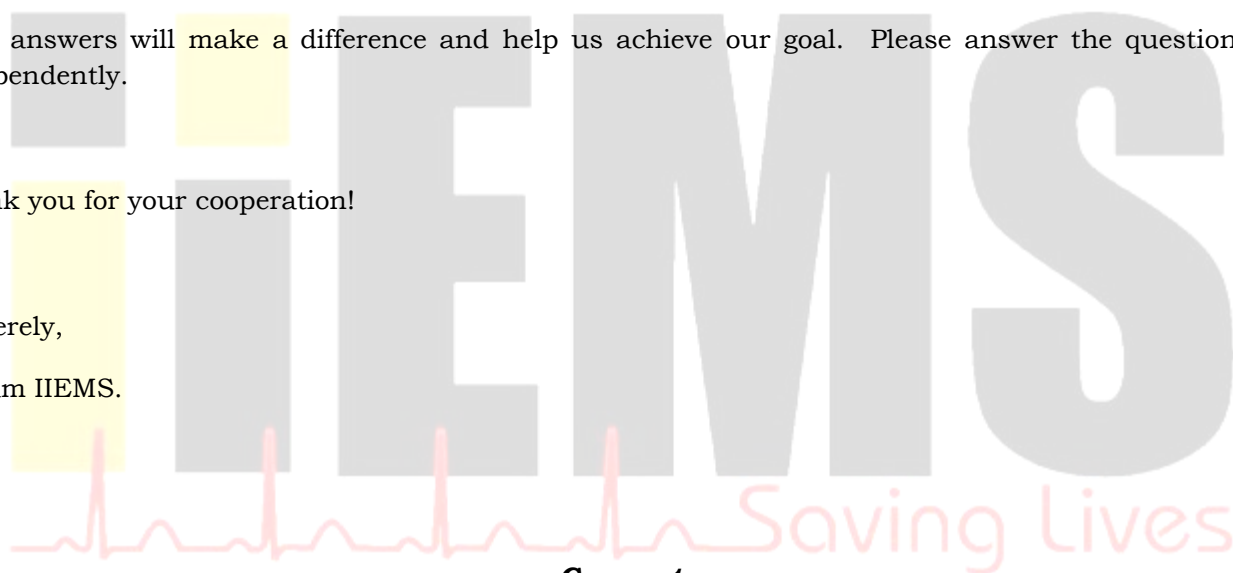 answers will make a difference and help us achieve our goal. Please answer the question
pendently.
nk you for your cooperation!
erely,
m IIEMS.
iiEMS
Saving Lives